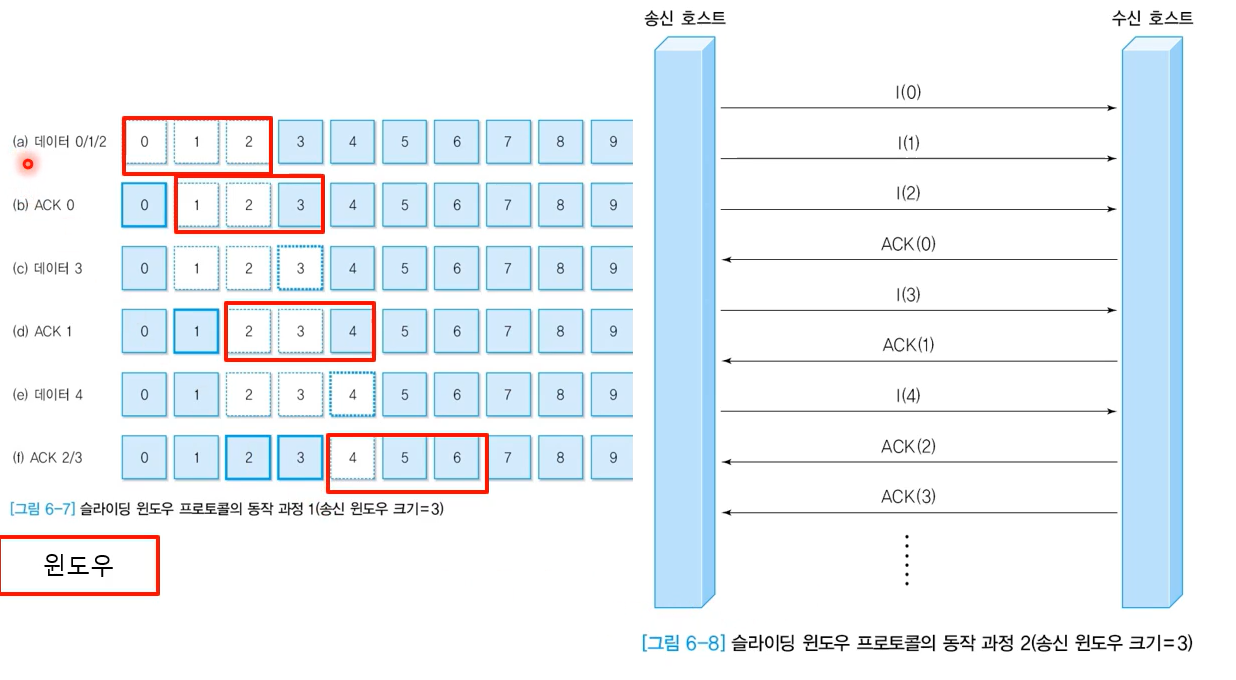 (a) 데이터 0/1/2 0 1 2 3 4 5 6 7 8 9
(b) ACK 0 0 1 2 3 4 5 6 7 8 9
(c) 데이터 3 0 1 2 3 4 5 6 7 8 9
(d) ACK 1 0 1 2 3 4 5 6 7 8 9
(e) 데이터 4 0 1 2 3 4 5 6 7 8 9
(f) ACK 2/3 0 1 2 3 4 5 6 7 8 9
[그림 6-7] 슬라이딩 윈도우 프로토콜의 동작 과정 1(송신 윈도우 크기=3)
윈도우
송신 호스트 수신 호스트
I(0)
I(1)
I(2)
ACK(0)
I(3)
ACK(1)
I(4)
ACK(2)
ACK(3)
[그림 6-8] 슬라이딩 윈도우 프로토콜의 동작 과정 2(송신 윈도우 크기=3)